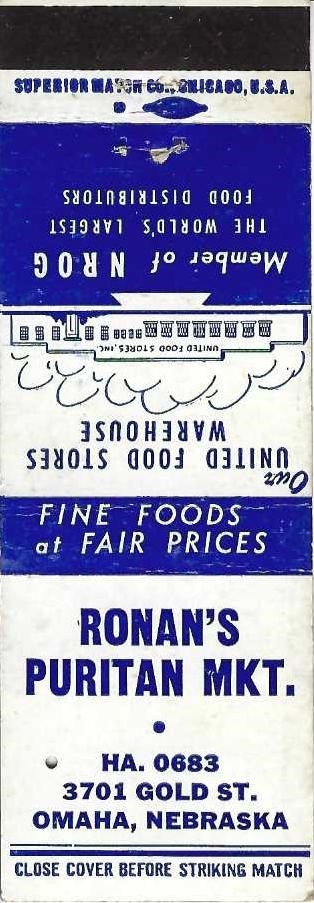 SUPERIOR MATCH CO., CHICAGO, U.S.A.
Member of NROG
THE WORLD'S LARGEST
FOOD DISTRIBUTORS
Our
UNITED FOOD STORES
WAREHOUSE
UNITED FOOD STORES, INC.
FINE FOODS
at FAIR PRICES
RONAN'S
PURITAN MKT.
HA. 0683
3701 GOLD ST.
OMAHA, NEBRASKA
CLOSE COVER BEFORE STRIKING MATCH